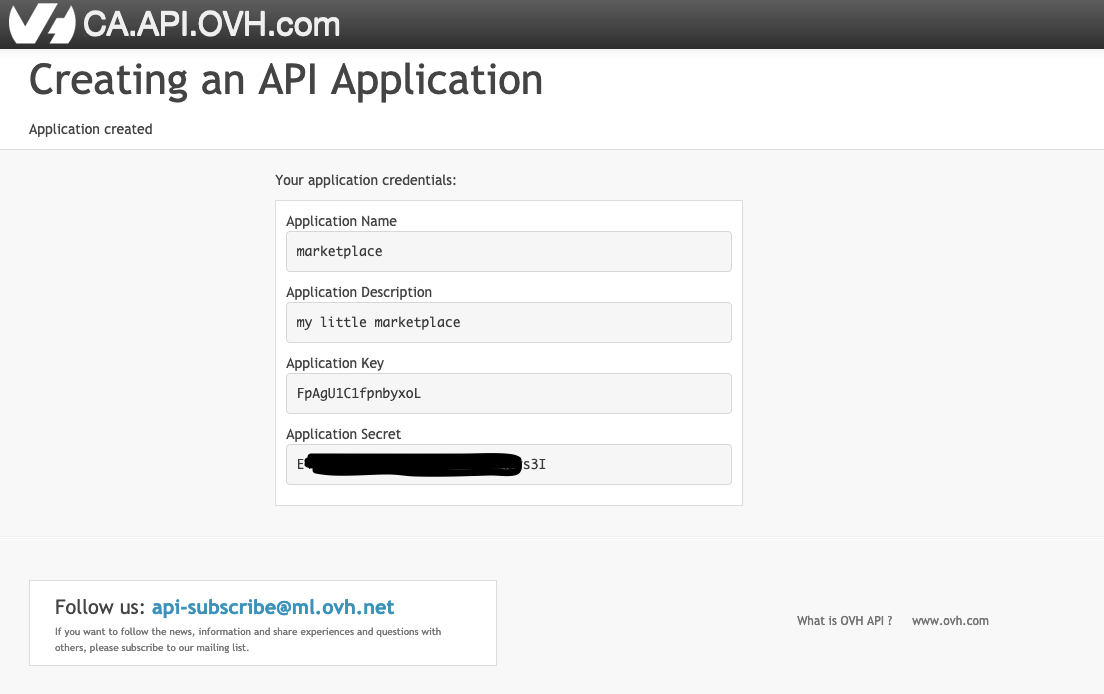 CA.API.OVH.com
Creating an API Application
Application created
Your application credentials:
Application Name
marketplace
Application Description
my little marketplace
Application Key
FpAgU1C1fpnbyxoL
Application Secret
E s3I
Follow us: api-subscribe@ml.ovh.net
If you want to follow the news, information and share experiences and questions with
others, please subscribe to our mailing list.
What is OVH API ? www.ovh.com